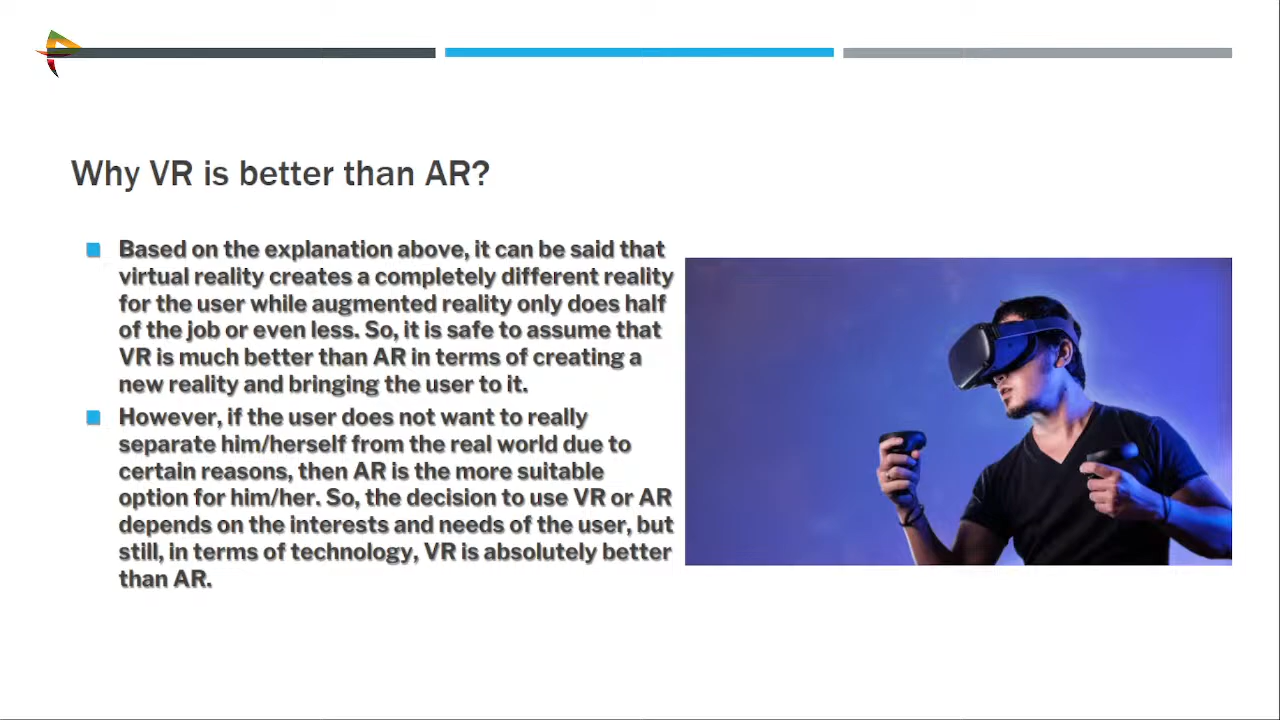 Why VR is better than AR?
Based on the explanation above, it can be said that
virtual reality creates a completely different reality
for the user while augmented reality only does half
of the job or even less. So, it is safe to assume that
VR is much better than AR in terms of creating a
new reality and bringing the user to it.
However, if the user does not want to really
separate him/herself from the real world due to
certain reasons, then AR is the more suitable
option for him/her. So, the decision to use VR or AR
depends on the interests and needs of the user, but
still, in terms of technology, VR is absolutely better
than AR.